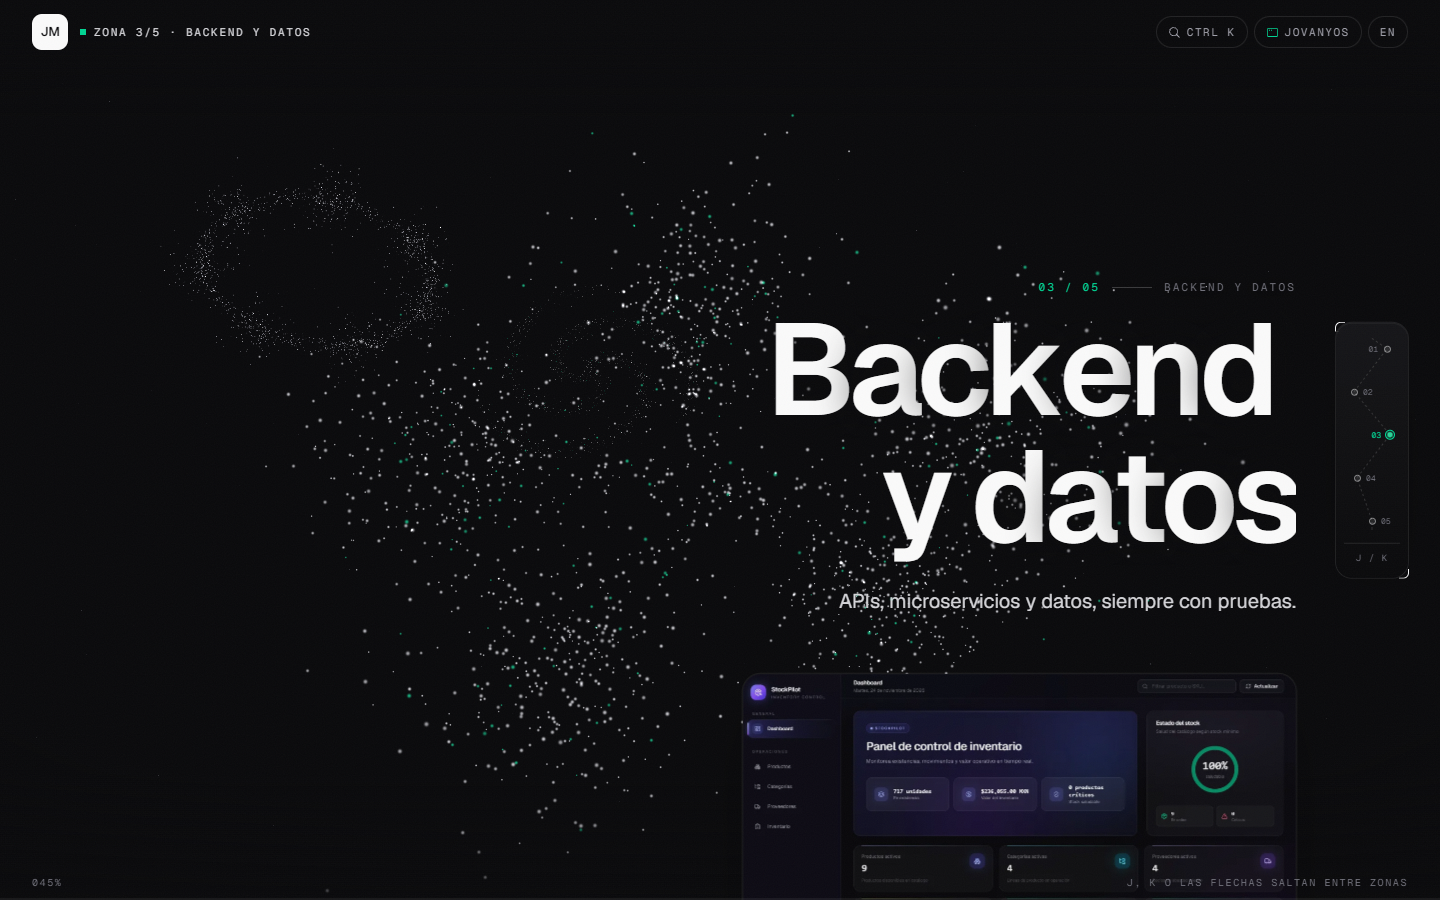 JM
ZONA 3/5 · BACKEND Y DATOS
CTRL K
JOVANYOS
EN
03 / 05
BACKEND Y DATOS
Backend
y datos
APIs, microservicios y datos, siempre con pruebas.
01
02
03
04
05
J / K
StockPilot
Dashboard
Actualizar
GENERAL
Dashboard
Productos
Categorías
Proveedores
Inventario
STOCKPILOT
Panel de control de inventario
717 unidades
$236,055.00 MXN
0 productos
críticos
Estado del stock
100%
Productos activos
9
Categorías activas
4
Proveedores activos
4
045%
J, K O LAS FLECHAS SALTAN ENTRE ZONAS